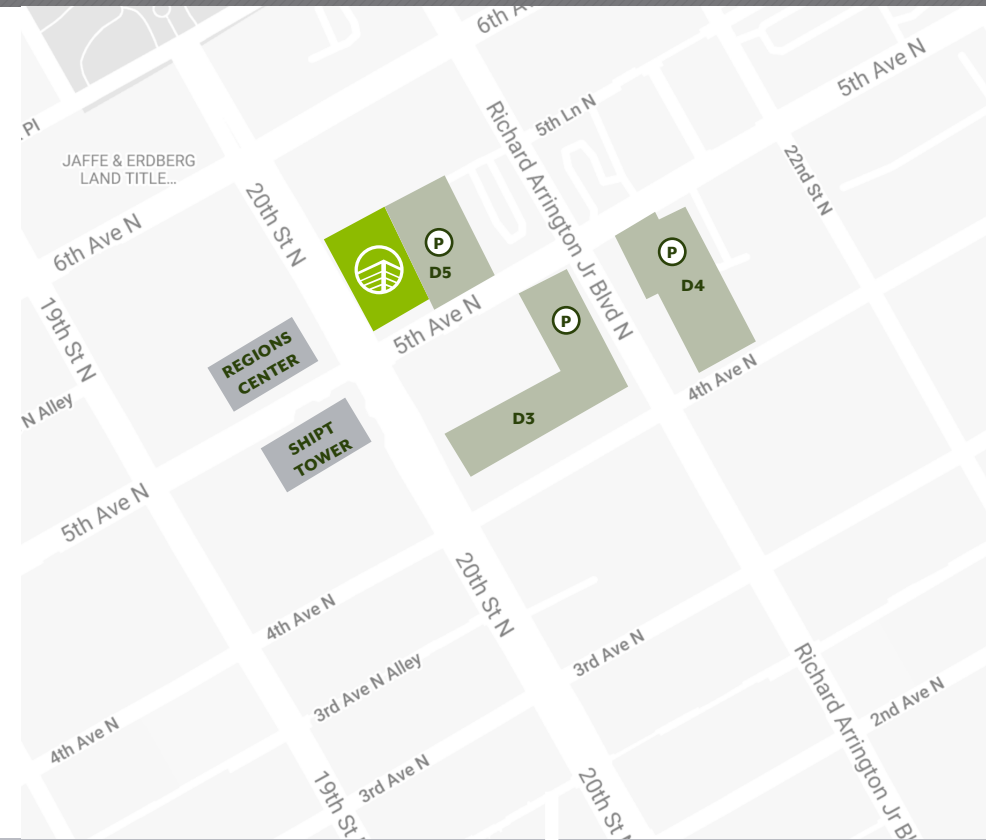 6th A
5th Ave N
5th Ln N
Richard Arrington Jr Blvd N
Pl
JAFFE & ERDBERG
LAND TITLE...
22nd St N
20th St N
6th Ave N
P
D5
P
D4
19th St N
5th Ave N
P
REGIONS
CENTER
4th Ave N
N Alley
D3
SHIPT
TOWER
5th Ave N
20th St N
4th Ave N
3rd Ave N
Richard Arrington Jr Bl
3rd Ave N Alley
2nd Ave N
4th Ave N
3rd Ave N
19th St
20th St N